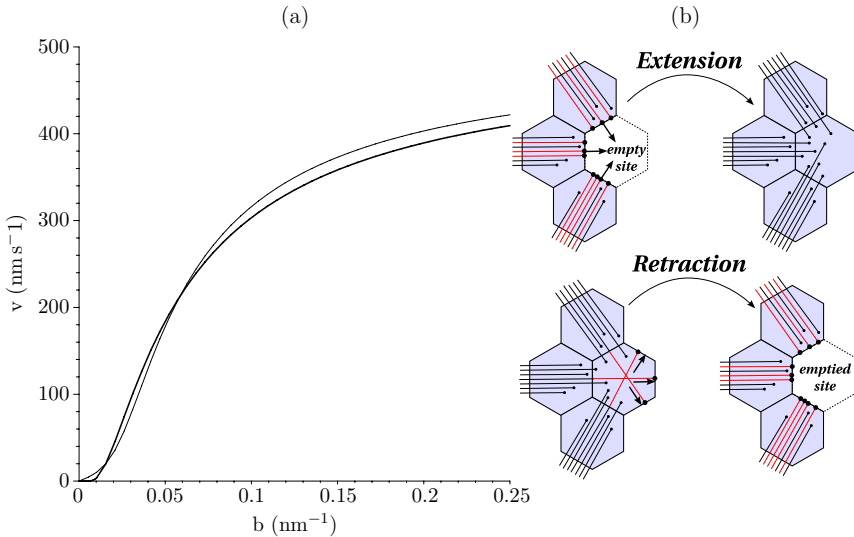 (a)
500
400
300
200
100
0
v (nm s−1)
0
0.05
0.1
0.15
0.2
0.25
b (nm−1)
(b)
Extension
empty
site
Retraction
emptied
site